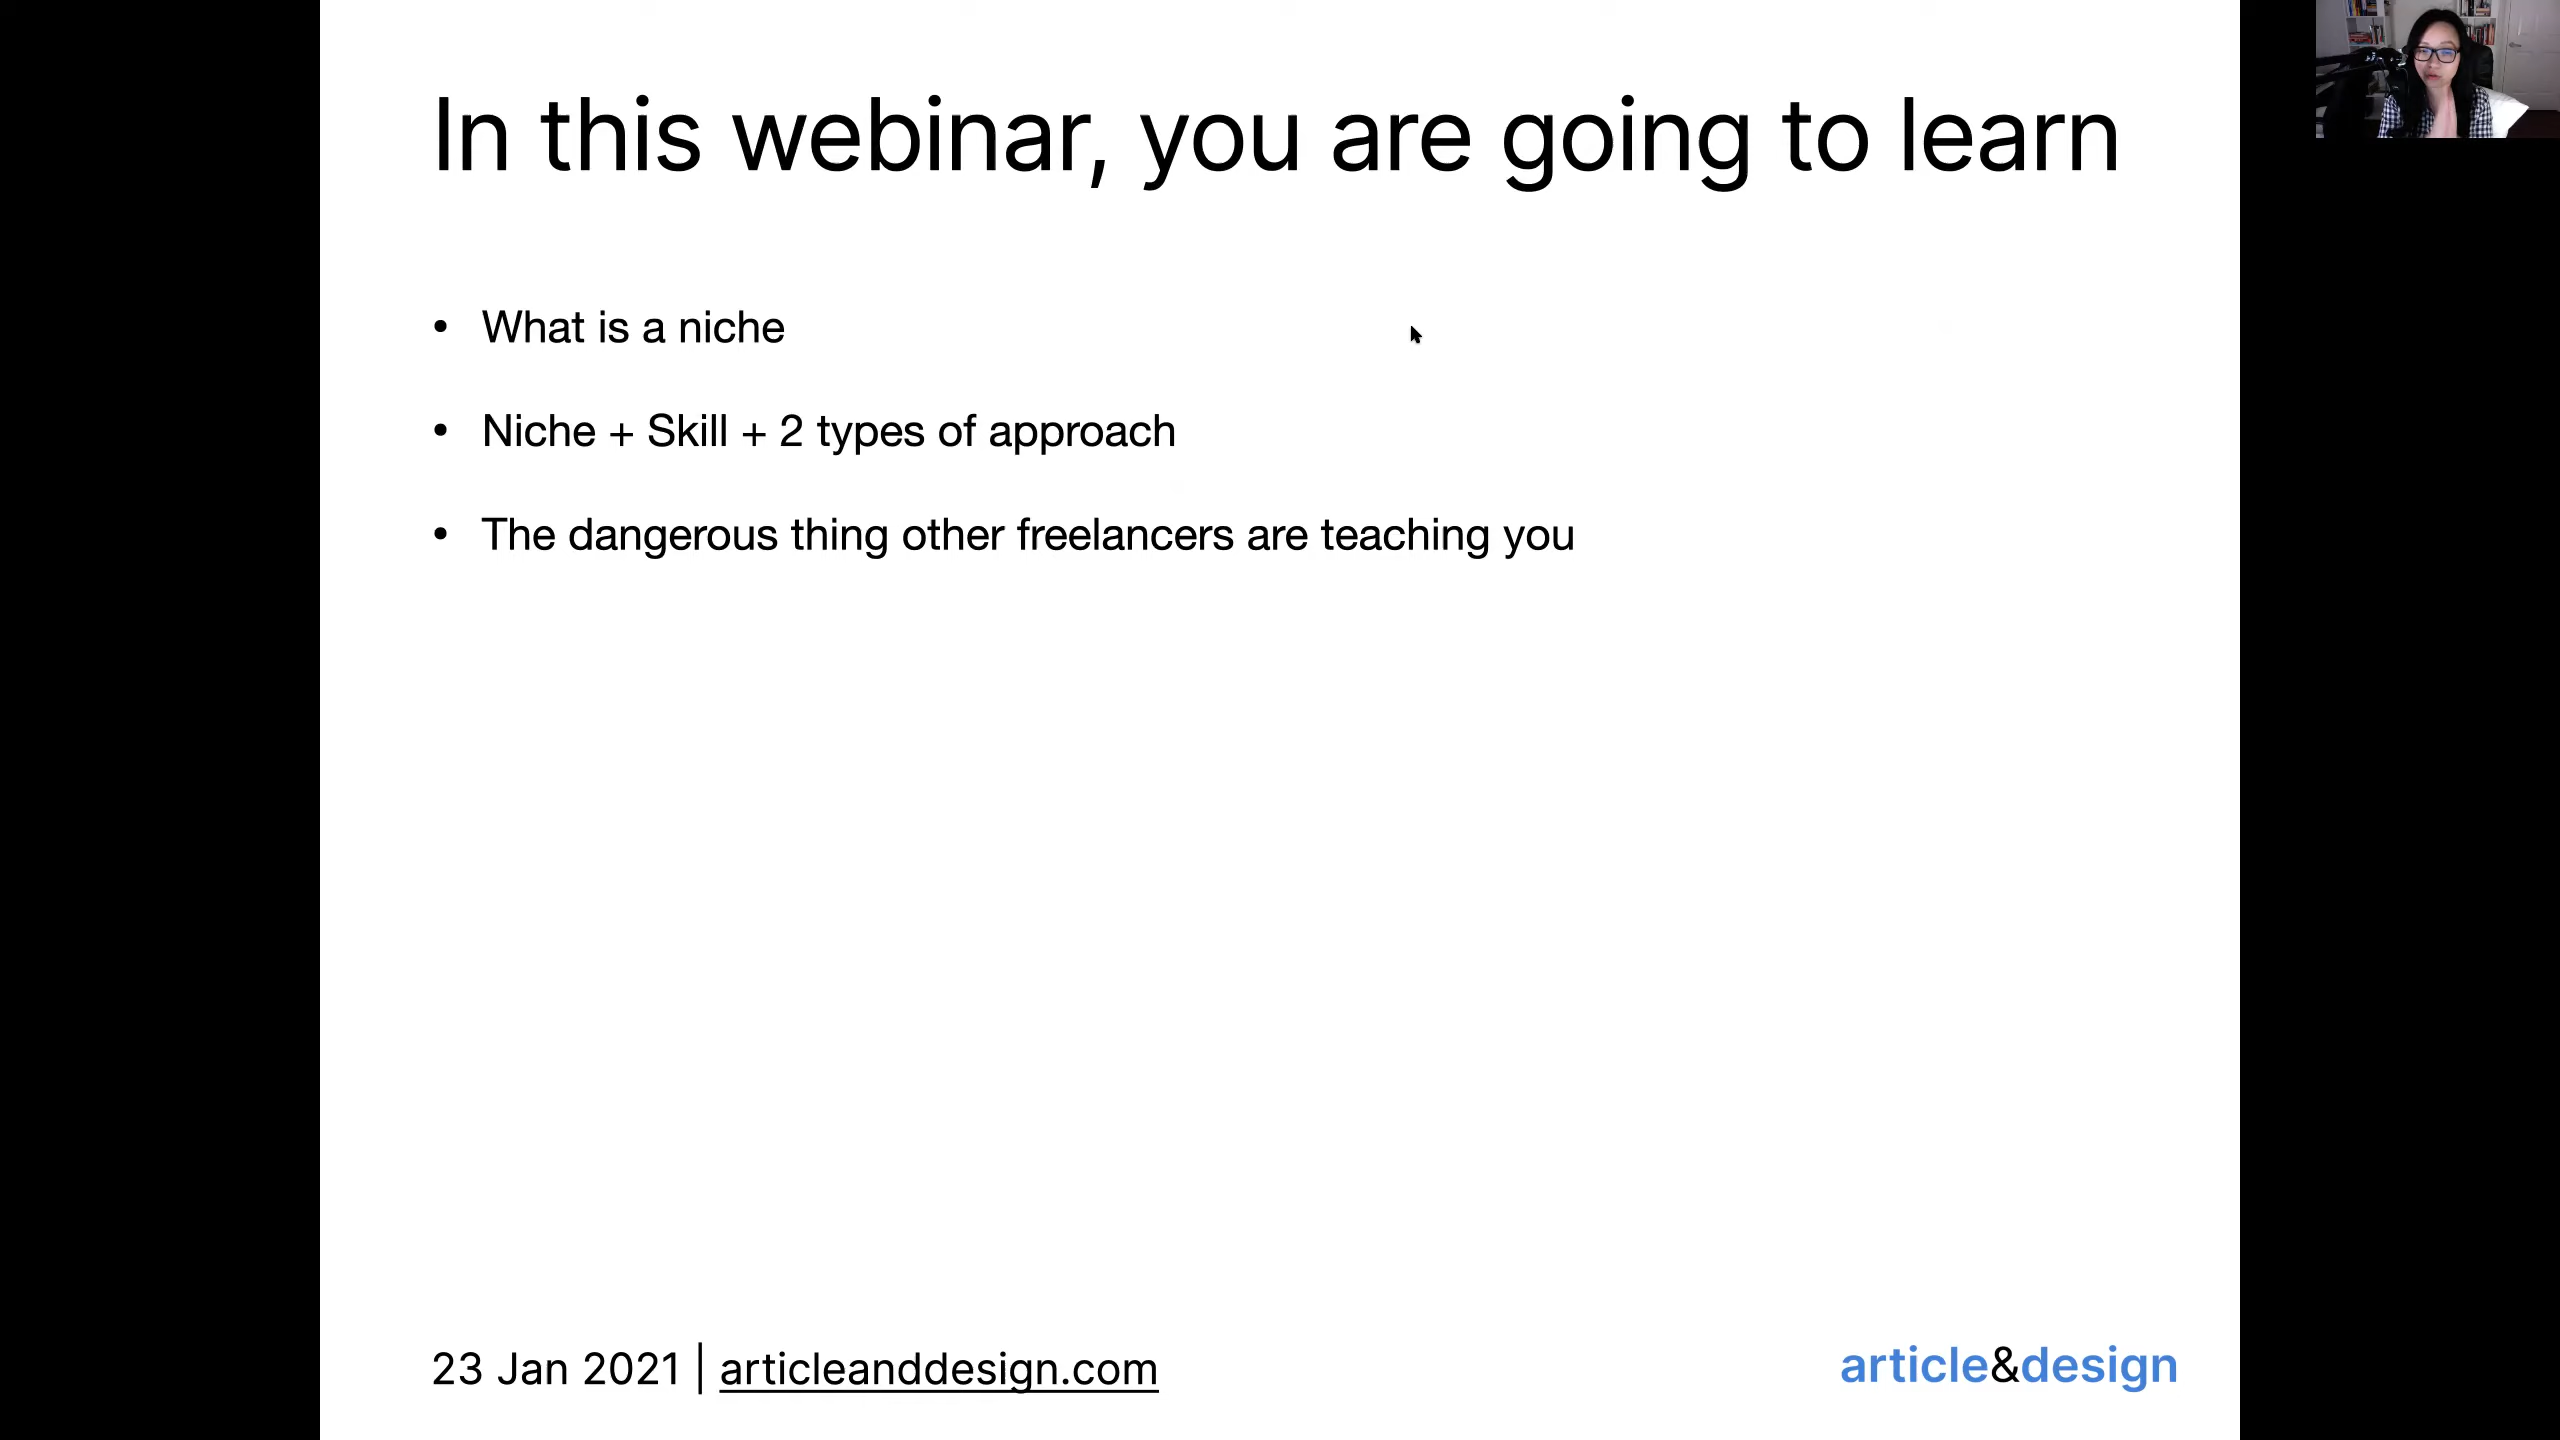 In this webinar, you are going to learn
• What is a niche
• Niche + Skill + 2 types of approach
• The dangerous thing other freelancers are teaching you
23 Jan 2021 | articleanddesign.com
article&design